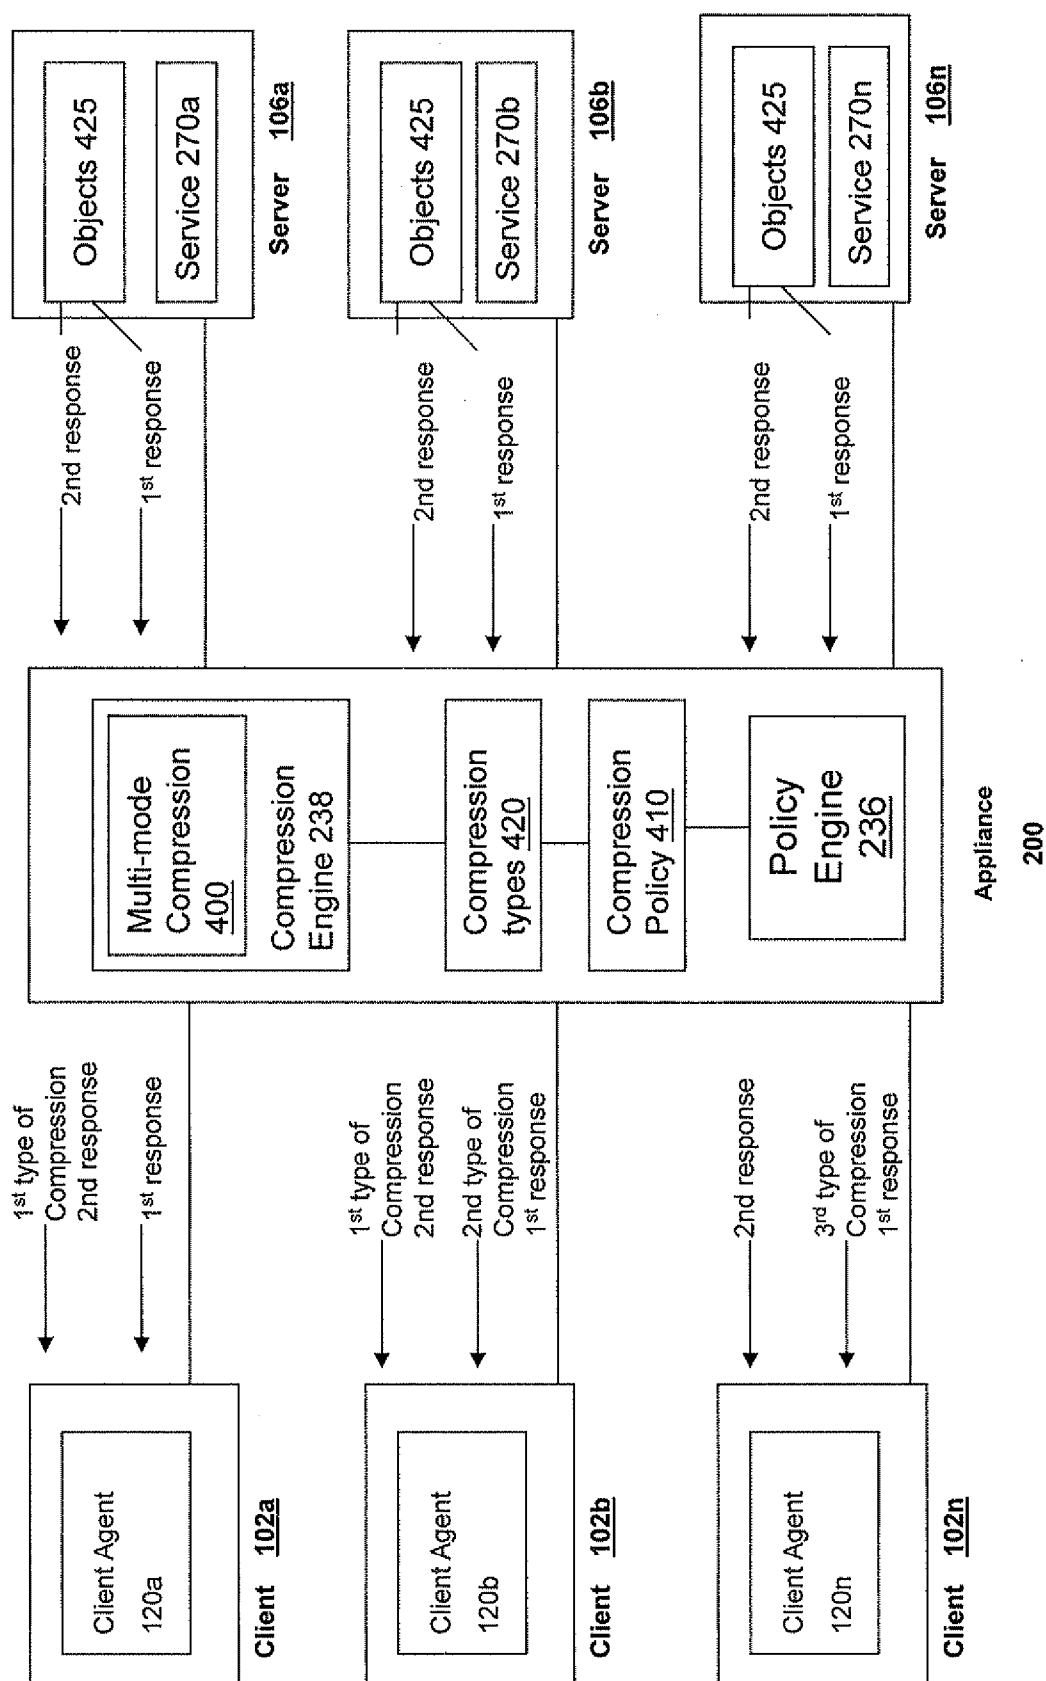 Client Agent
120a
Client 102a
1st type of
Compression
2nd response
1st response
Multi-mode
Compression
400
Compression
Engine 238
2nd response
1st response
Objects 425
Service 270a
Server 106a
Client Agent
120b
Client 102b
1st type of
Compression
2nd response
2nd type of
Compression
1st response
Compression
types 420
Compression
Policy 410
2nd response
1st response
Objects 425
Service 270b
Server 106b
Client Agent
120n
Client 102n
2nd response
3rd type of
Compression
1st response
Policy
Engine
236
Appliance
200
2nd response
1st response
Objects 425
Service 270n
Server 106n